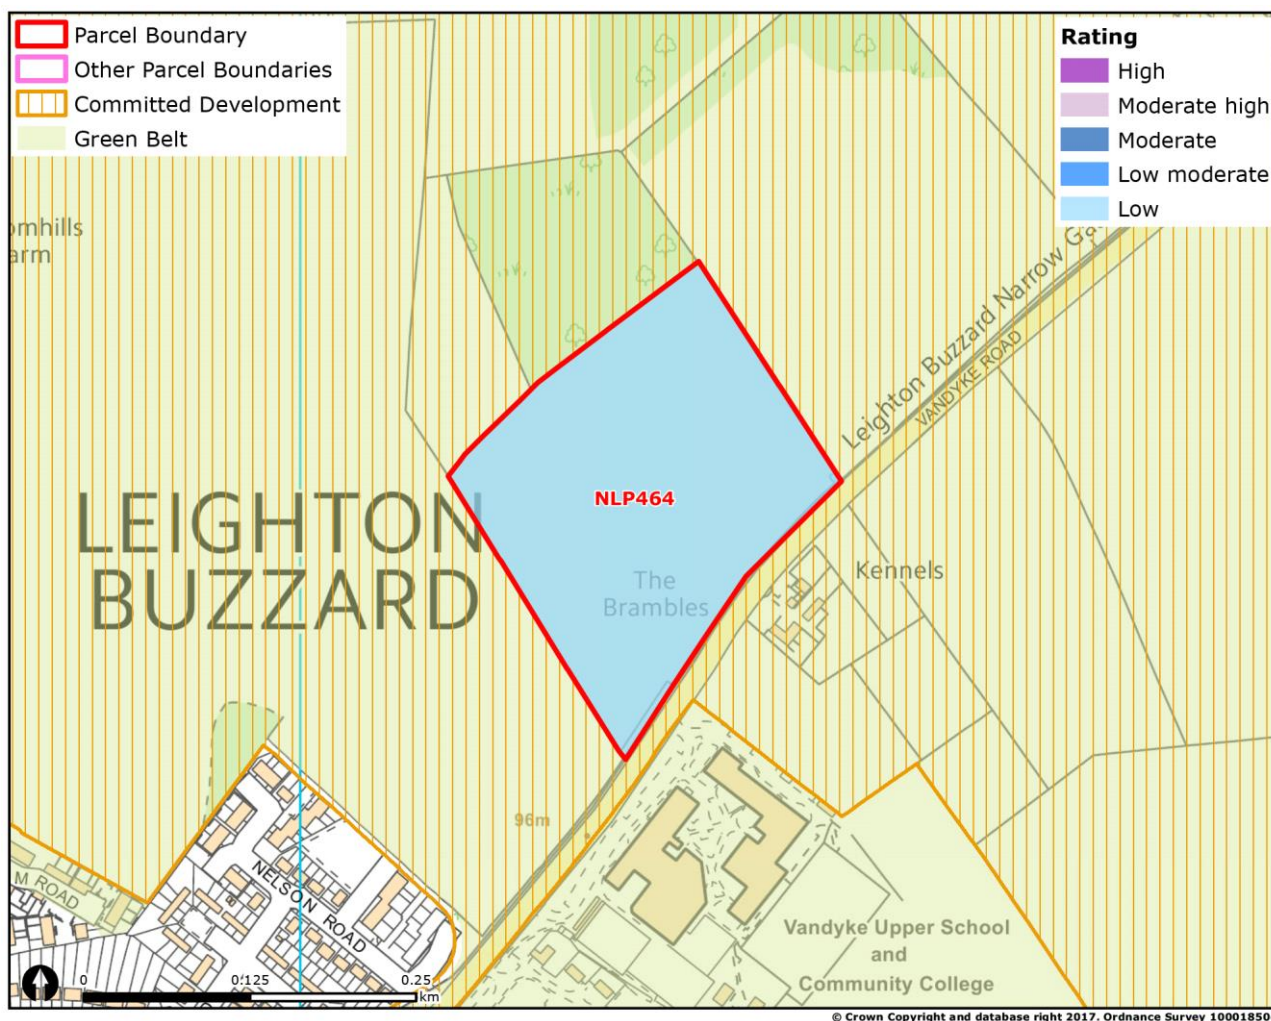 Parcel Boundary
Other Parcel Boundaries
Committed Development
Green Belt
Rating
High
Moderate high
Moderate
Low moderate
Low
omhills
arm
Leighton Buzzard Narrow Ga
VANDYKE ROAD
NLP464
LEIGHTON
BUZZARD
The
Brambles
Kennels
96m
M ROAD
NELSON ROAD
Vandyke Upper School
and
Community College
0 0.125 0.25
km
© Crown Copyright and database right 2017. Ordnance Survey 10001850